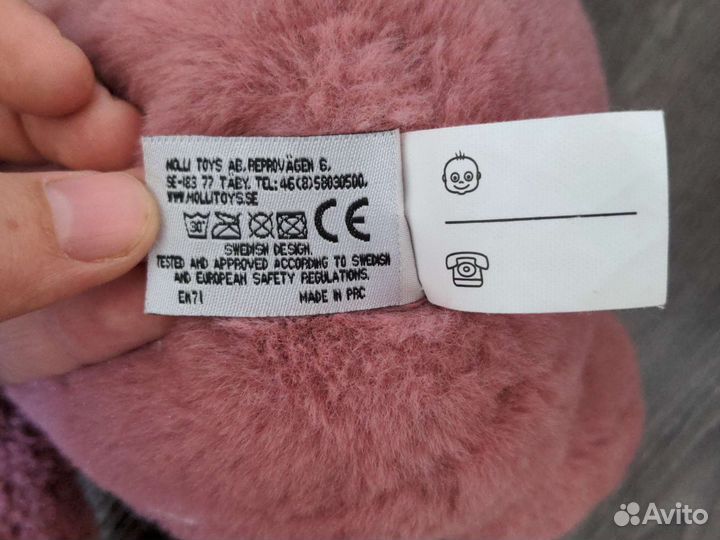 MOLLI TOYS AB. REPROVÄGEN 6.
SE-183 77 TÄBY. TEL: 46(8)58030500.
WWW.MOLLITOYS.SE
30° CE
SWEDISH DESIGN.
TESTED AND APPROVED ACCORDING TO SWEDISH
AND EUROPEAN SAFETY REGULATIONS.
EN71 MADE IN PRC
Avito